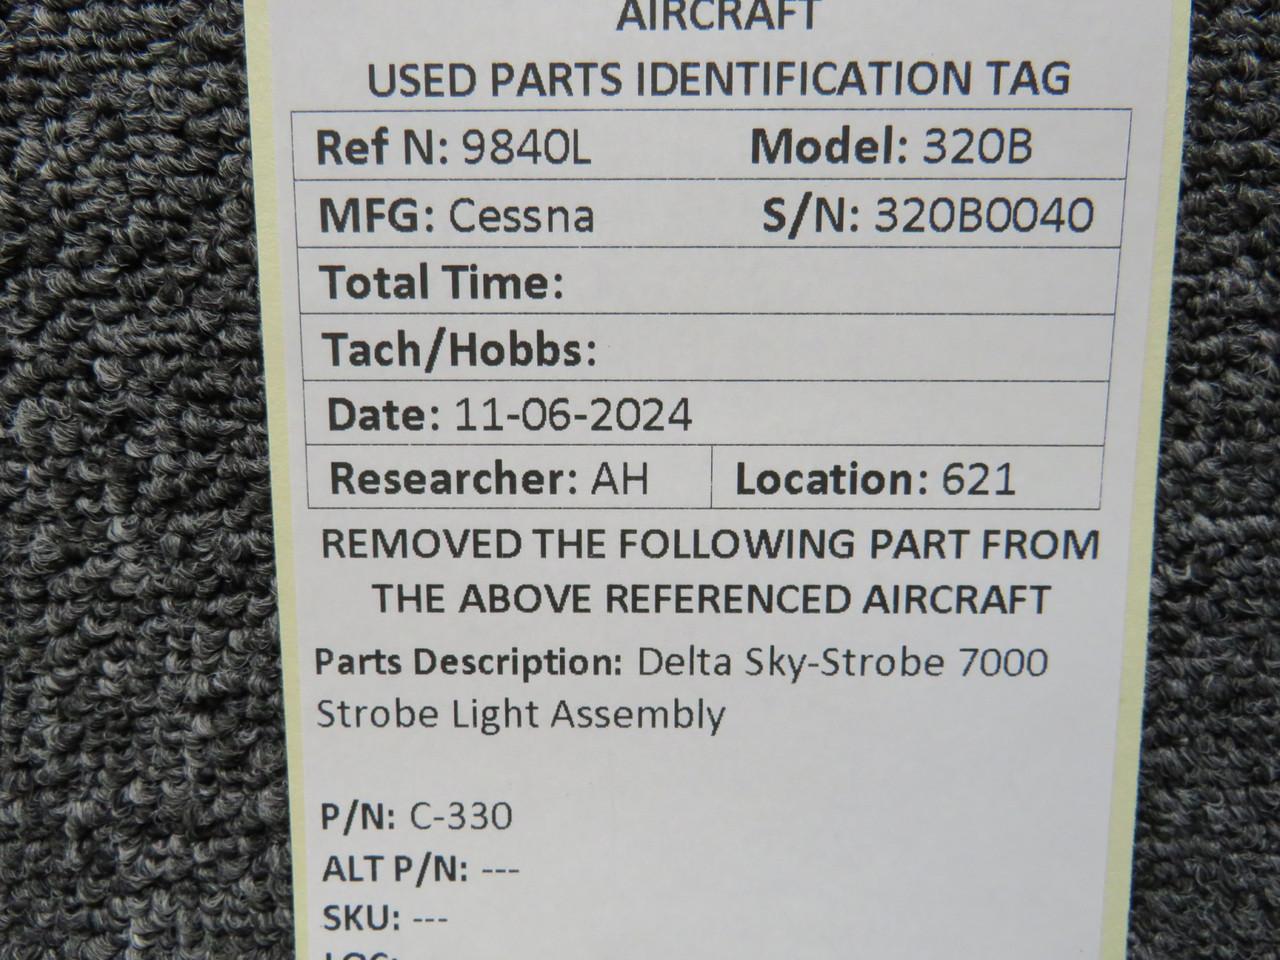 AIRCRAFT
USED PARTS IDENTIFICATION TAG
Ref N: 9840L Model: 320B
MFG: Cessna S/N: 320B0040
Total Time:
Tach/Hobbs:
Date: 11-06-2024
Researcher: AH Location: 621
REMOVED THE FOLLOWING PART FROM
THE ABOVE REFERENCED AIRCRAFT
Parts Description: Delta Sky-Strobe 7000
Strobe Light Assembly
P/N: C-330
ALT P/N: ---
SKU: ---
LOC: